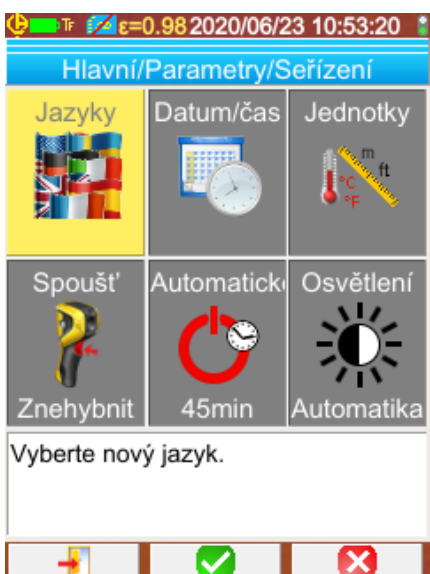 TF ε=0.98 2020/06/23 10:53:20
Hlavní/Parametry/Seřízení
Jazyky Datum/čas Jednotky
m
ft
°C
°F
Spoušť Automatick Osvětlení
Znehybnit 45min Automatika
Vyberte nový jazyk.